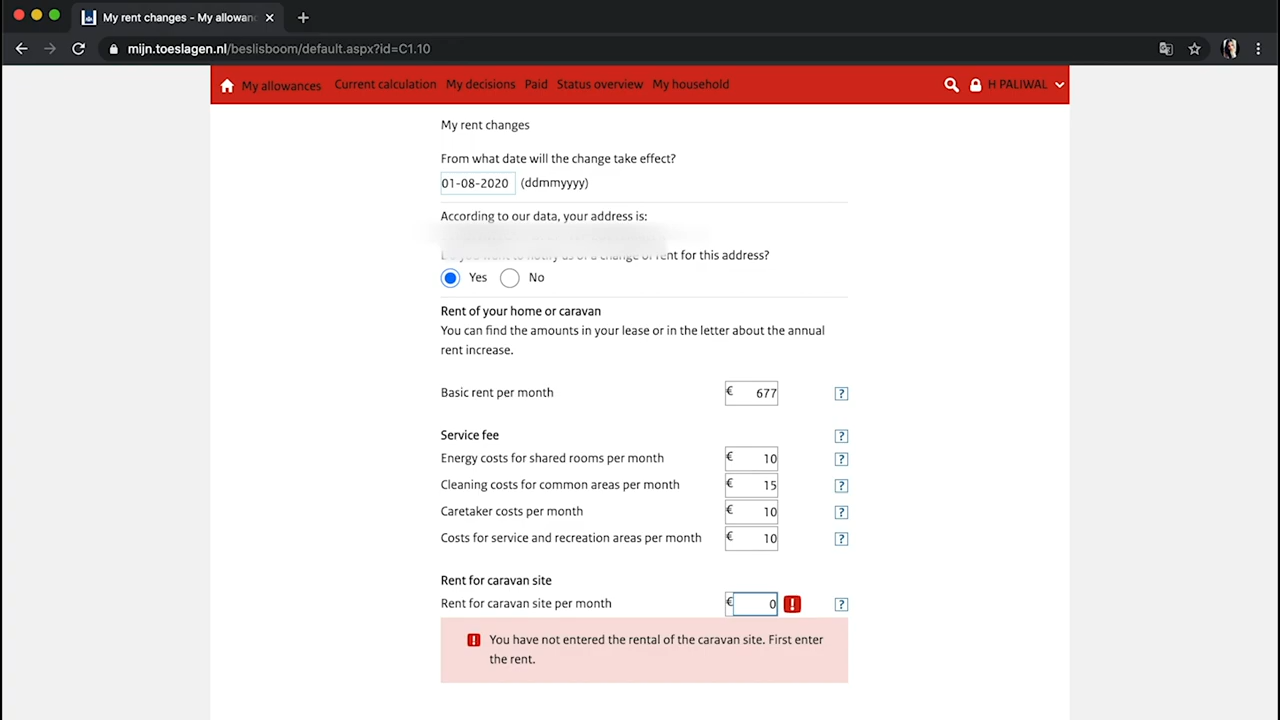 My rent changes - My allowan
mijn.toeslagen.nl/beslisboom/default.aspx?id=C1.10
My allowances Current calculation My decisions Paid Status overview My household H PALIWAL
My rent changes
From what date will the change take effect?
01-08-2020 (ddmmyyyy)
According to our data, your address is:
rent for this address?
Yes No
Rent of your home or caravan
You can find the amounts in your lease or in the letter about the annual
rent increase.
Basic rent per month € 677 ?
Service fee ?
Energy costs for shared rooms per month € 10 ?
Cleaning costs for common areas per month € 15 ?
Caretaker costs per month € 10 ?
Costs for service and recreation areas per month € 10 ?
Rent for caravan site
Rent for caravan site per month € 0 ! ?
! You have not entered the rental of the caravan site. First enter
the rent.